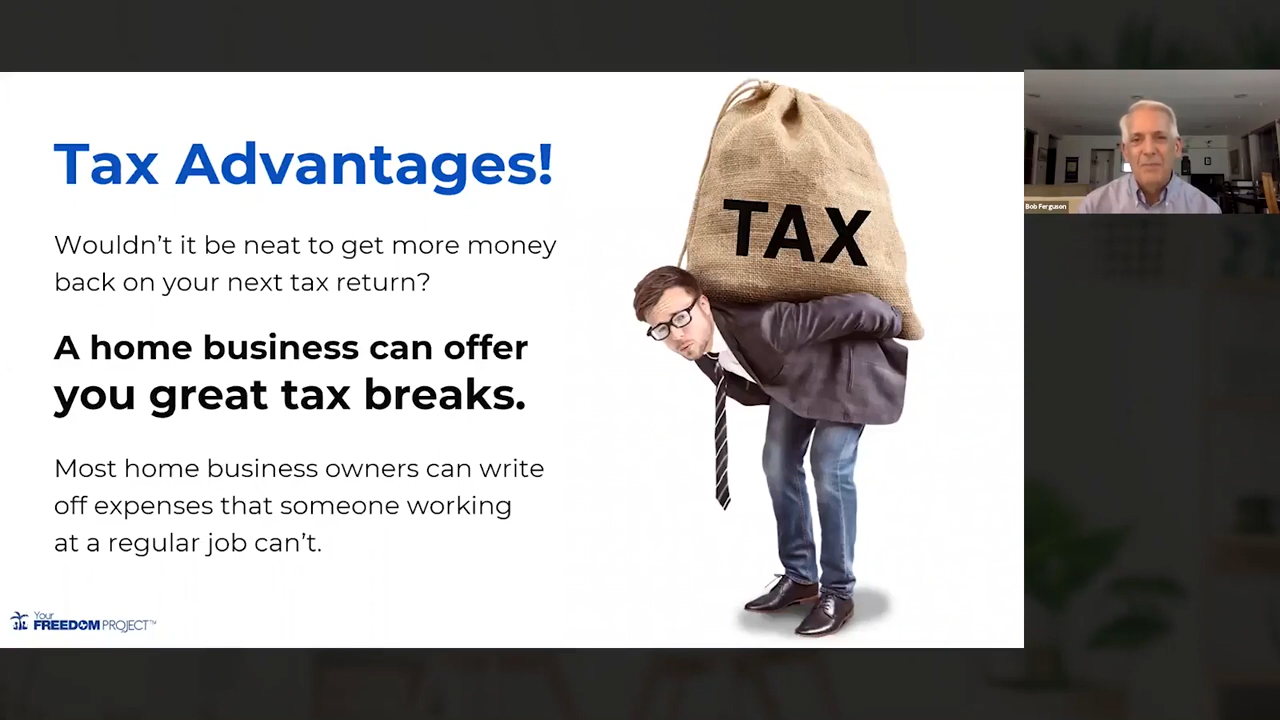 Tax Advantages!
Wouldn’t it be neat to get more money
back on your next tax return?
A home business can offer
you great tax breaks.
Most home business owners can write
off expenses that someone working
at a regular job can’t.
TAX
Your
FREEDOM PROJECT™
Bob Ferguson